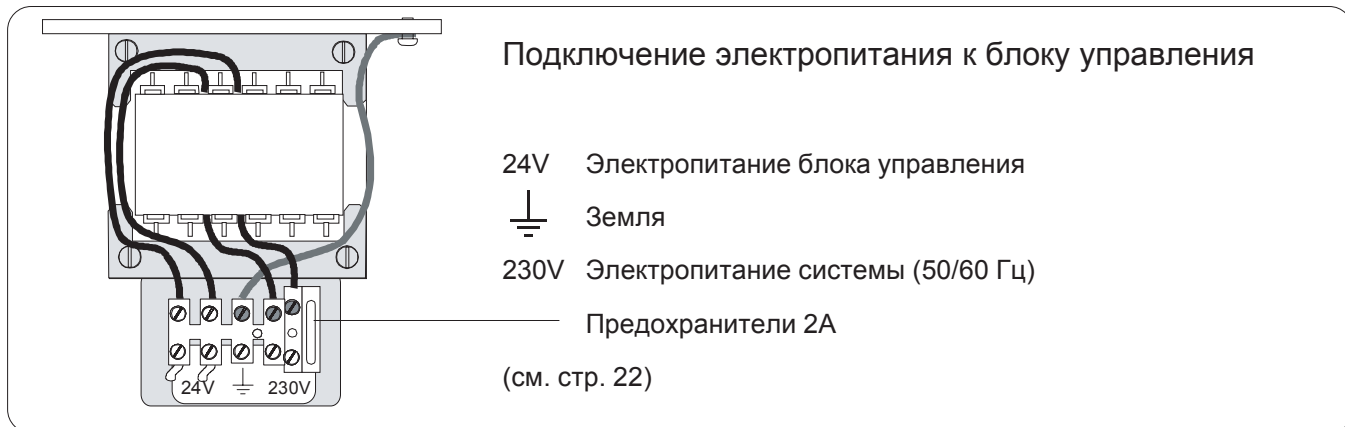 Подключение электропитания к блоку управления
24V Электропитание блока управления
Земля
230V Электропитание системы (50/60 Гц)
Предохранители 2А
(см. стр. 22)
24V 230V